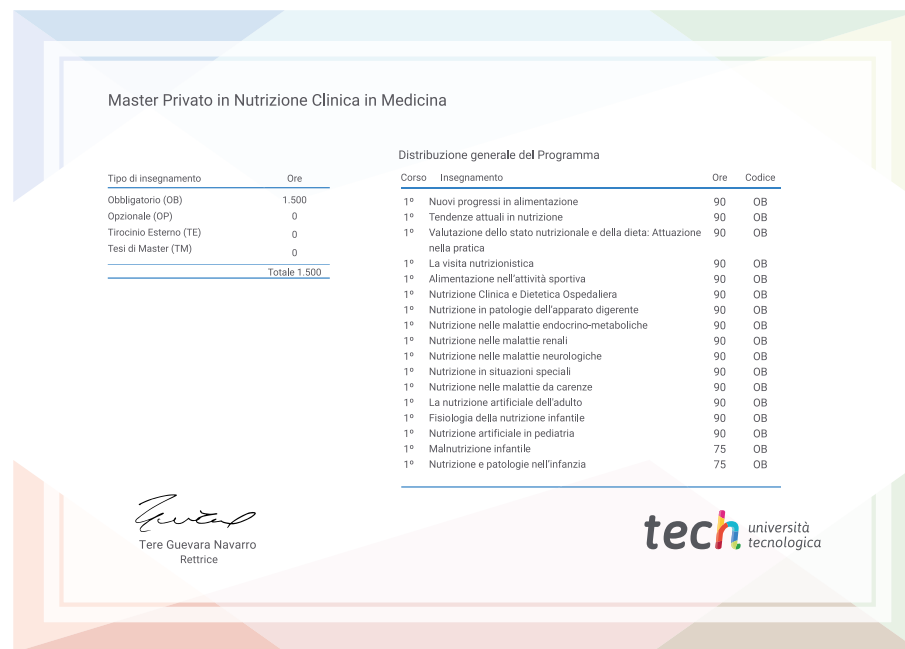 Master Privato in Nutrizione Clinica in Medicina
Tipo di insegnamento Ore
Obbligatorio (OB) 1.500
Opzionale (OP) 0
Tirocinio Esterno (TE) 0
Tesi di Master (TM) 0
Totale 1.500
Distribuzione generale del Programma
Corso Insegnamento Ore Codice
1º Nuovi progressi in alimentazione 90 OB
1º Tendenze attuali in nutrizione 90 OB
1º Valutazione dello stato nutrizionale e della dieta: Attuazione 90 OB
nella pratica
1º La visita nutrizionistica 90 OB
1º Alimentazione nell'attività sportiva 90 OB
1º Nutrizione Clinica e Dietetica Ospedaliera 90 OB
1º Nutrizione in patologie dell'apparato digerente 90 OB
1º Nutrizione nelle malattie endocrino-metaboliche 90 OB
1º Nutrizione nelle malattie renali 90 OB
1º Nutrizione nelle malattie neurologiche 90 OB
1º Nutrizione in situazioni speciali 90 OB
1º Nutrizione nelle malattie da carenze 90 OB
1º La nutrizione artificiale dell'adulto 90 OB
1º Fisiologia della nutrizione infantile 90 OB
1º Nutrizione artificiale in pediatria 90 OB
1º Malnutrizione infantile 75 OB
1º Nutrizione e patologie nell'infanzia 75 OB
Tere Guevara Navarro
Rettrice
tech università
tecnologica